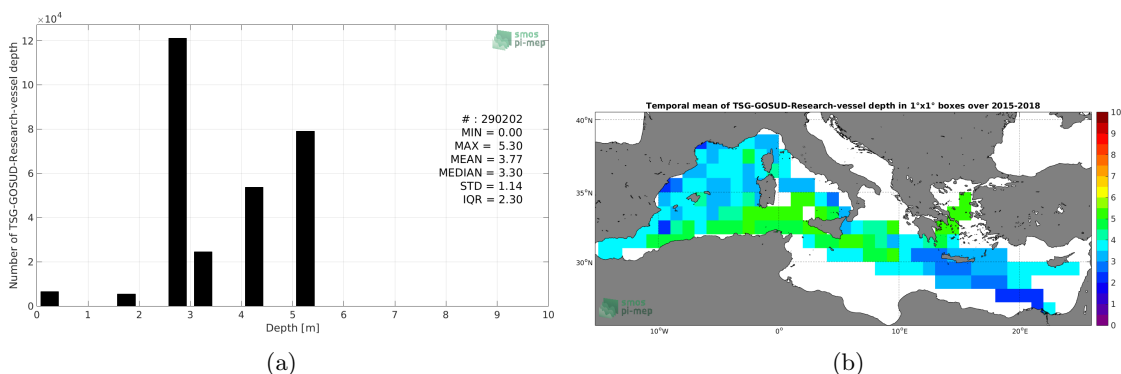 ×10⁴
smos
pi-mep
12
10
8
6
4
2
0
Number of TSG-GOSUD-Research-vessel depth
# : 290202
MIN = 0.00
MAX = 5.30
MEAN = 3.77
MEDIAN = 3.30
STD = 1.14
IQR = 2.30
0 1 2 3 4 5 6 7 8 9 10
Depth [m]
(a)
Temporal mean of TSG-GOSUD-Research-vessel depth in 1°x1° boxes over 2015-2018
40°N
35°N
30°N
smos
pi-mep
10°W 0° 10°E 20°E
10
9
8
7
6
5
4
3
2
1
0
(b)